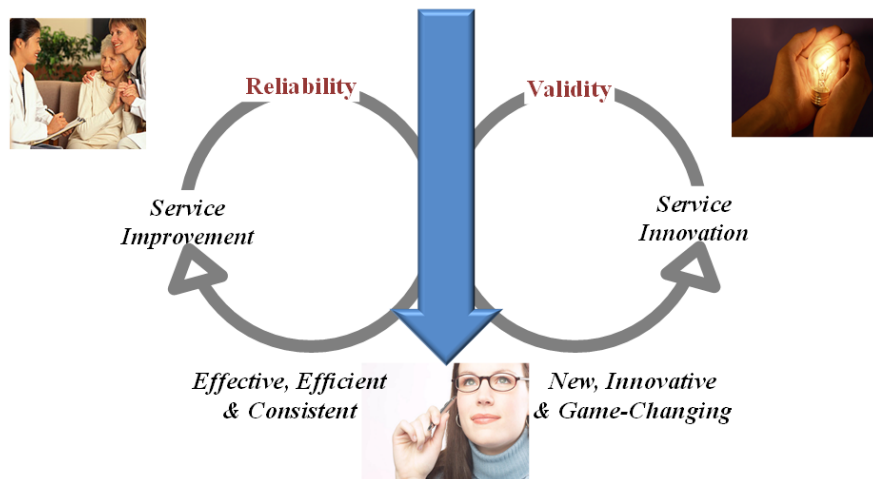 Reliability
Validity
Service
Improvement
Service
Innovation
Effective, Efficient
& Consistent
New, Innovative
& Game-Changing